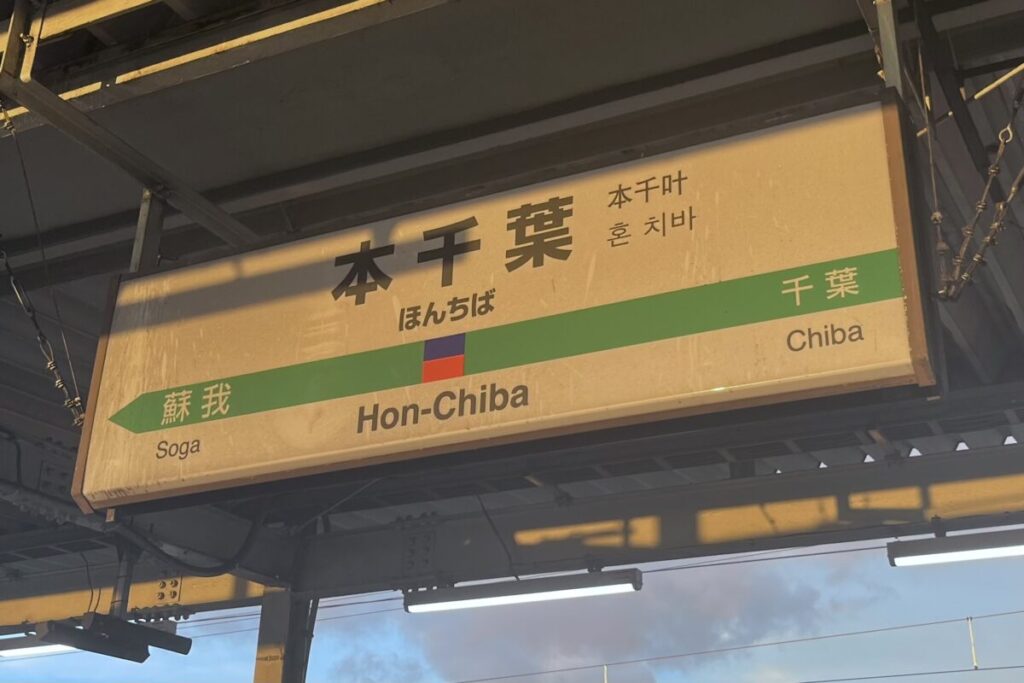 本千葉
本千叶
혼 치바
ほんちば
千葉
Chiba
蘇我
Soga
Hon-Chiba